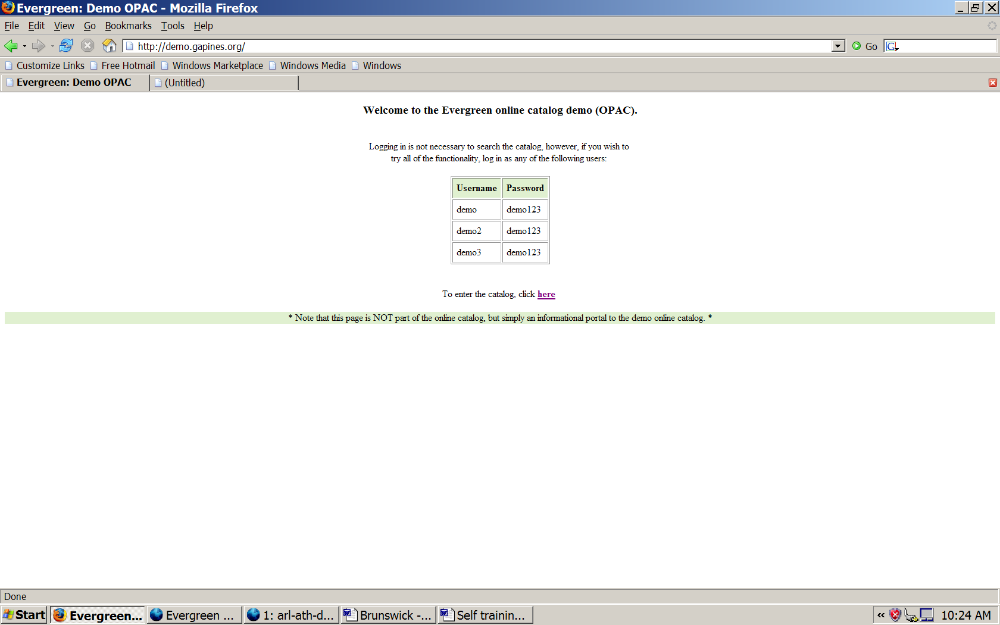 Evergreen: Demo OPAC - Mozilla Firefox
File Edit View Go Bookmarks Tools Help
http://demo.gapines.org/ Go G
Customize Links Free Hotmail Windows Marketplace Windows Media Windows
Evergreen: Demo OPAC (Untitled)
Welcome to the Evergreen online catalog demo (OPAC).
Logging in is not necessary to search the catalog, however, if you wish to
try all of the functionality, log in as any of the following users:
Username Password
demo demo123
demo2 demo123
demo3 demo123
To enter the catalog, click here
* Note that this page is NOT part of the online catalog, but simply an informational portal to the demo online catalog. *
Done
Start Evergreen... Evergreen ... 1: arl-ath-d... Brunswick -... Self trainin... « 10:24 AM